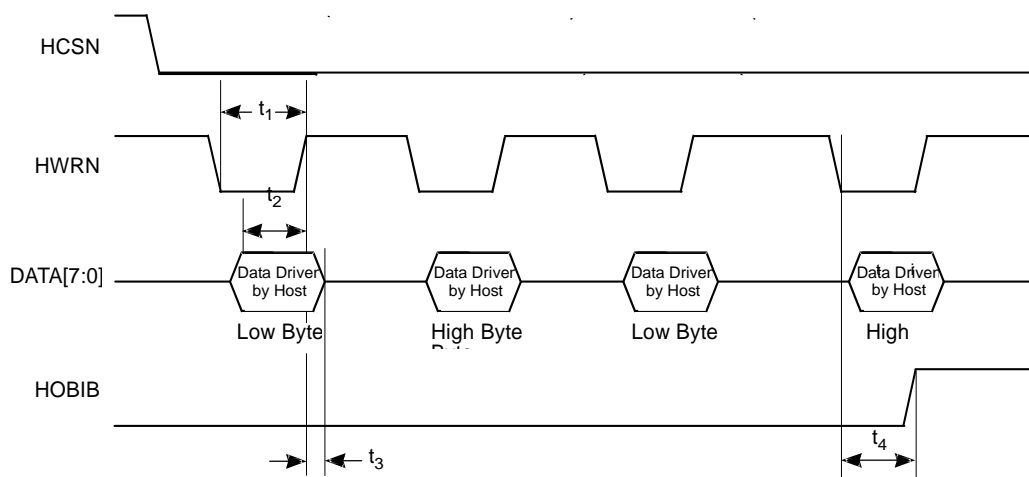 HCSN
t1
HWRN
t2
DATA[7:0]
Data Driver
by Host
Data Driver
by Host
Data Driver
by Host
Data Driver
by Host
Low Byte
High Byte
Low Byte
High
HOBIB
t3
t4